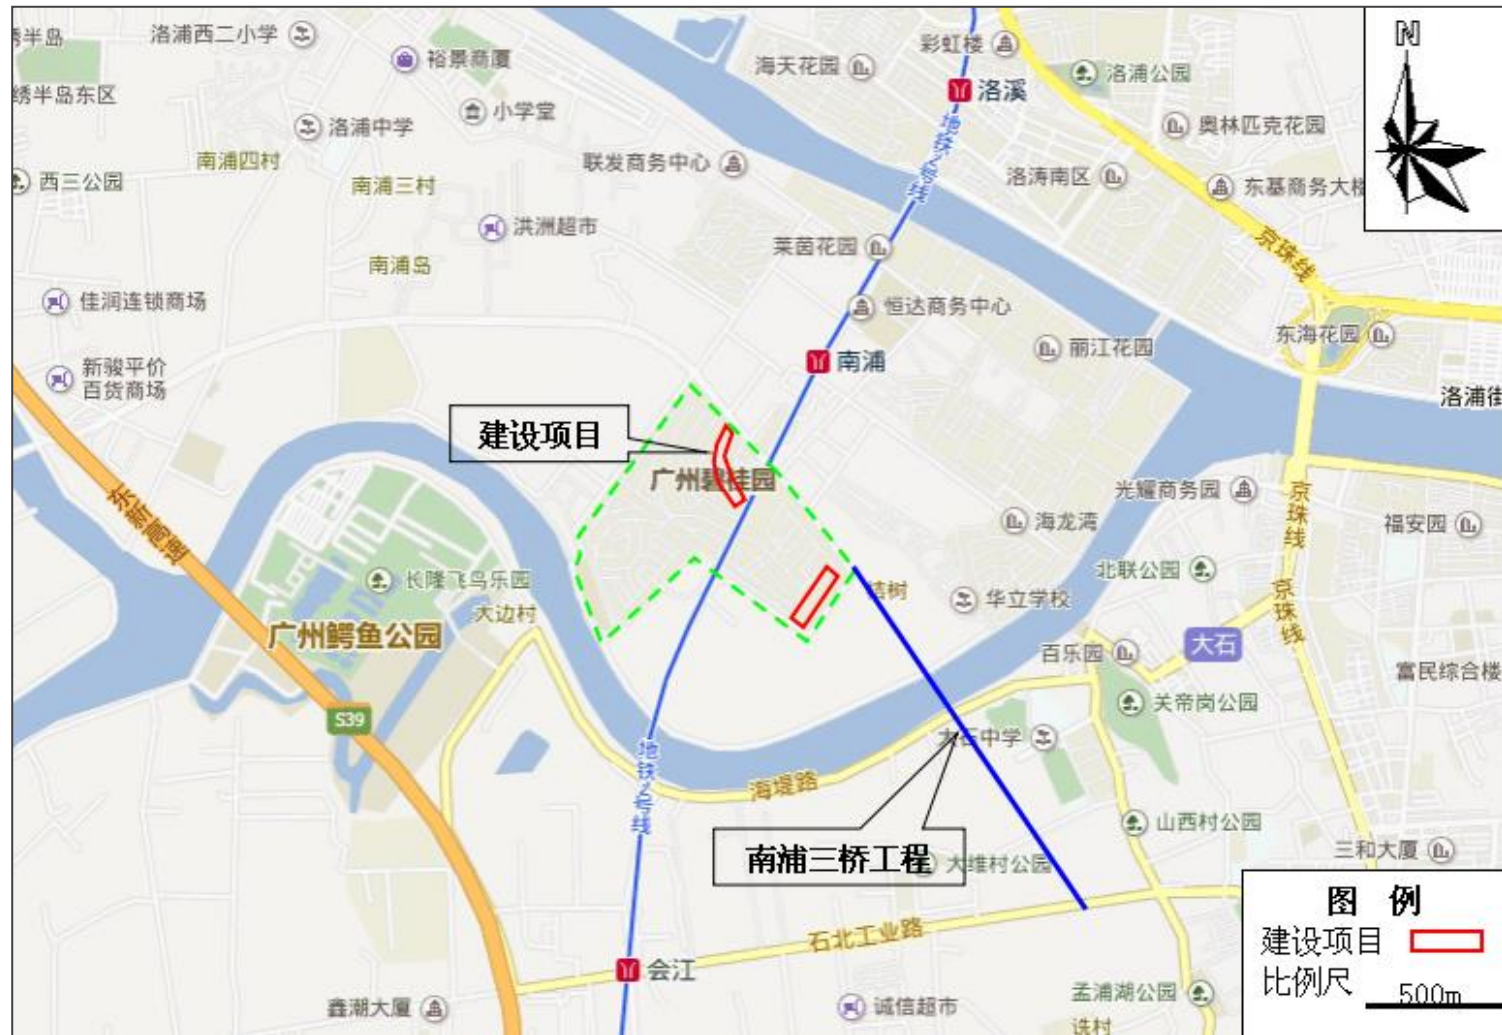 绣半岛
洛浦西二小学
裕景商厦
海天花园
彩虹楼
洛浦公园
N
绣半岛东区
小学堂
洛溪
洛浦中学
奥林匹克花园
南浦四村
联发商务中心
地铁2号线
西三公园
南浦三村
洛涛南区
东基商务大楼
洪洲超市
莱茵花园
京珠线
南浦岛
佳润连锁商场
恒达商务中心
东海花园
丽江花园
新骏平价
百货商场
南浦
洛浦街
建设项目
广州碧桂园
光耀商务园
京珠线
东新高速
海龙湾
福安园
长隆飞鸟乐园
北联公园
桔树
华立学校
京珠线
大边村
广州鳄鱼公园
百乐园
大石
富民综合楼
关帝岗公园
S39
大石中学
地铁2号线
海堤路
山西村公园
三和大厦
南浦三桥工程
大维村公园
图 例
石北工业路
建设项目
会江
比例尺
500m
孟浦湖公园
鑫潮大厦
诚信超市
诜村